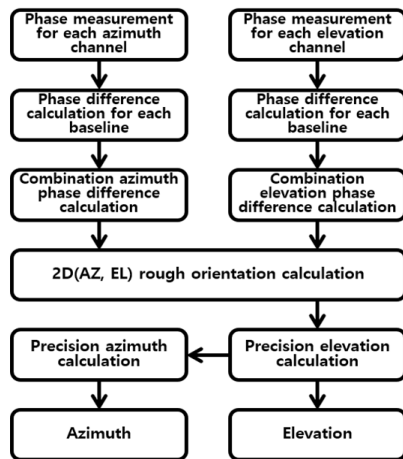 Phase measurement
for each azimuth
channel
Phase measurement
for each elevation
channel
Phase difference
calculation for each
baseline
Phase difference
calculation for each
baseline
Combination azimuth
phase difference
calculation
Combination
elevation phase
difference calculation
2D(AZ, EL) rough orientation calculation
Precision azimuth
calculation
Precision elevation
calculation
Azimuth
Elevation